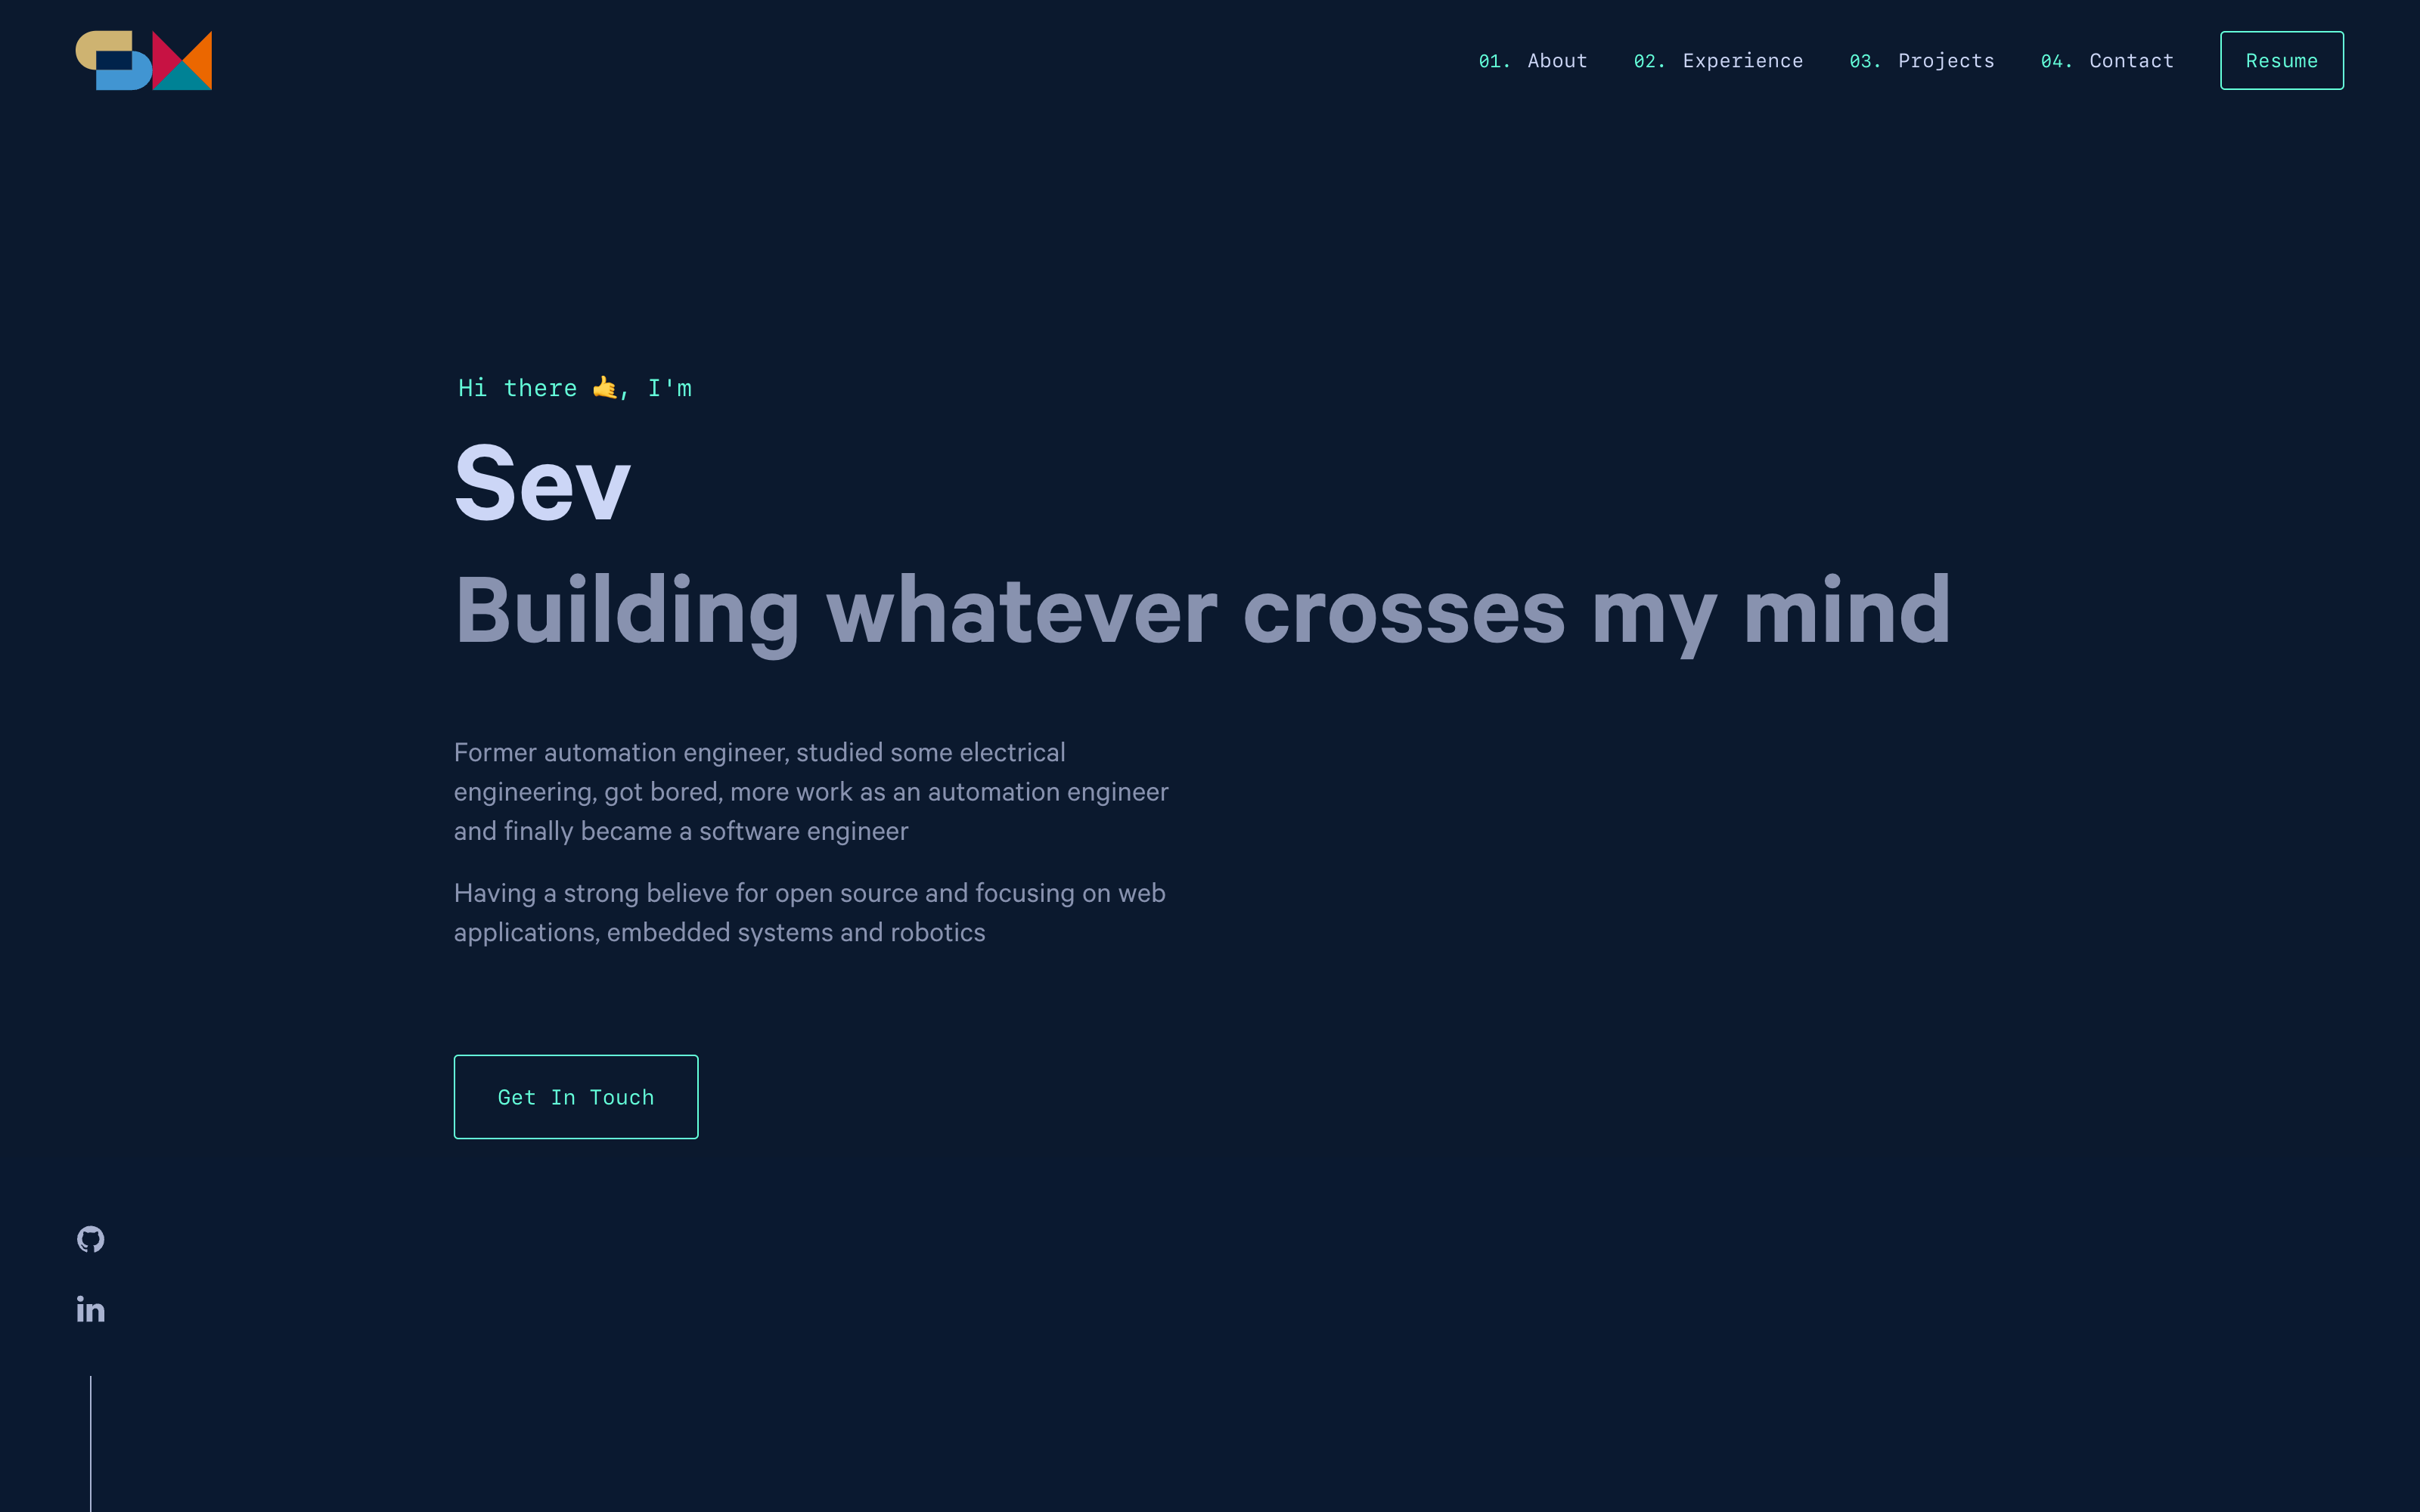 SM
01. About 02. Experience 03. Projects 04. Contact Resume
Hi there 🤙, I'm
Sev
Building whatever crosses my mind
Former automation engineer, studied some electrical
engineering, got bored, more work as an automation engineer
and finally became a software engineer
Having a strong believe for open source and focusing on web
applications, embedded systems and robotics
Get In Touch
in